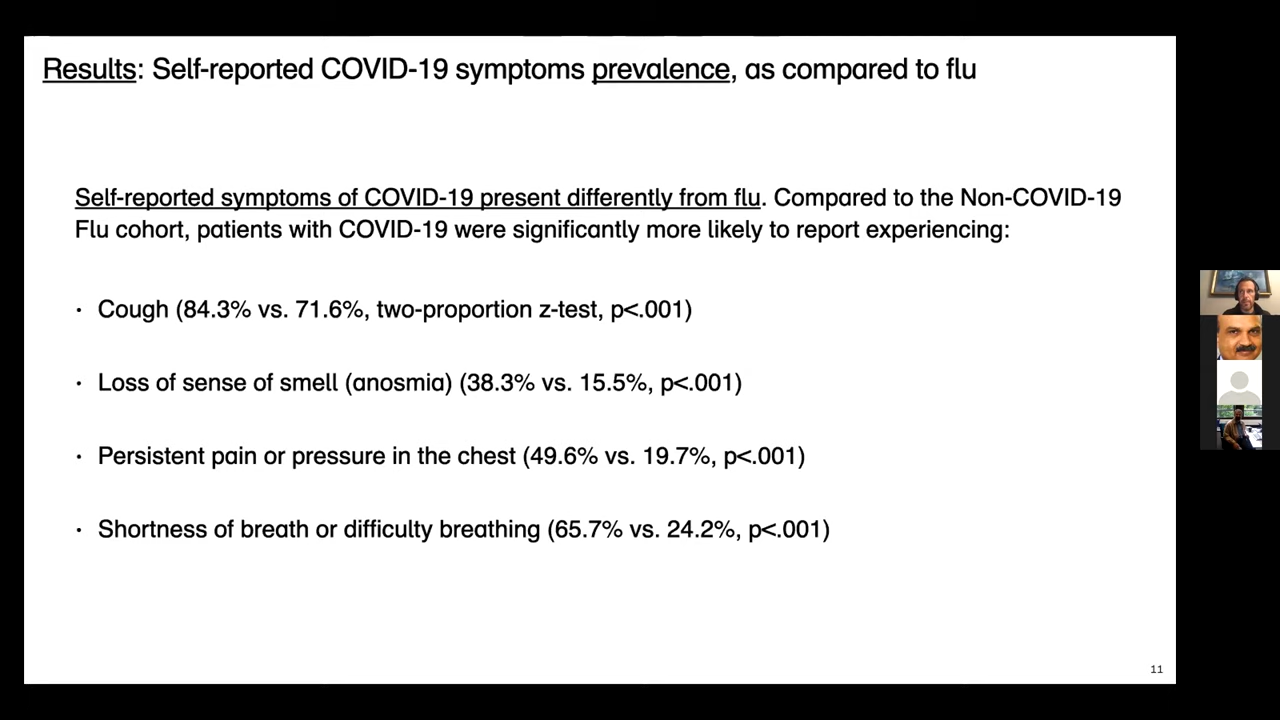 Results: Self-reported COVID-19 symptoms prevalence, as compared to flu
Self-reported symptoms of COVID-19 present differently from flu. Compared to the Non-COVID-19
Flu cohort, patients with COVID-19 were significantly more likely to report experiencing:
· Cough (84.3% vs. 71.6%, two-proportion z-test, p<.001)
· Loss of sense of smell (anosmia) (38.3% vs. 15.5%, p<.001)
· Persistent pain or pressure in the chest (49.6% vs. 19.7%, p<.001)
· Shortness of breath or difficulty breathing (65.7% vs. 24.2%, p<.001)
11